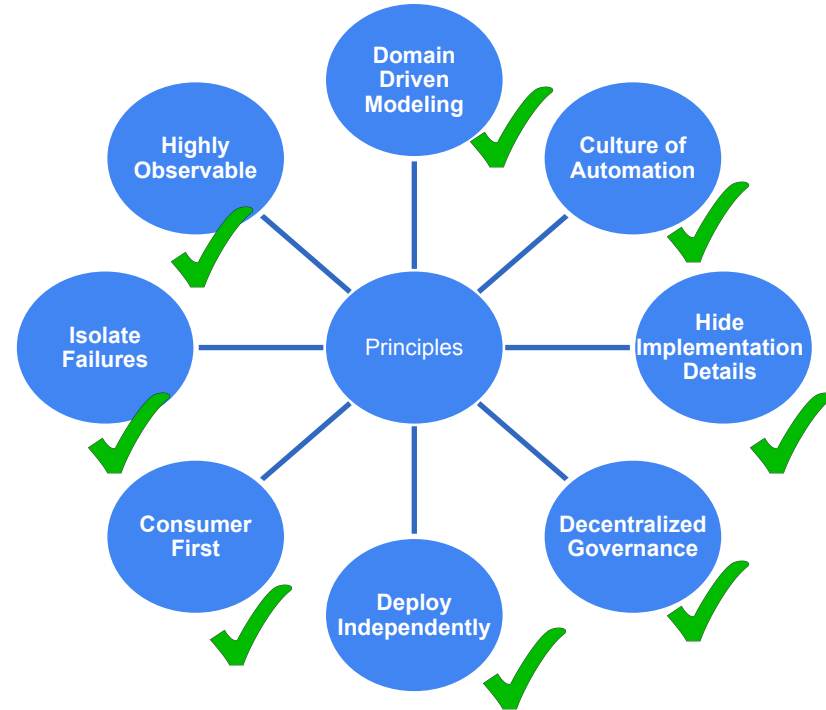 Domain
Driven
Modeling
Culture of
Automation
Hide
Implementation
Details
Decentralized
Governance
Deploy
Independently
Consumer
First
Isolate
Failures
Highly
Observable
Principles